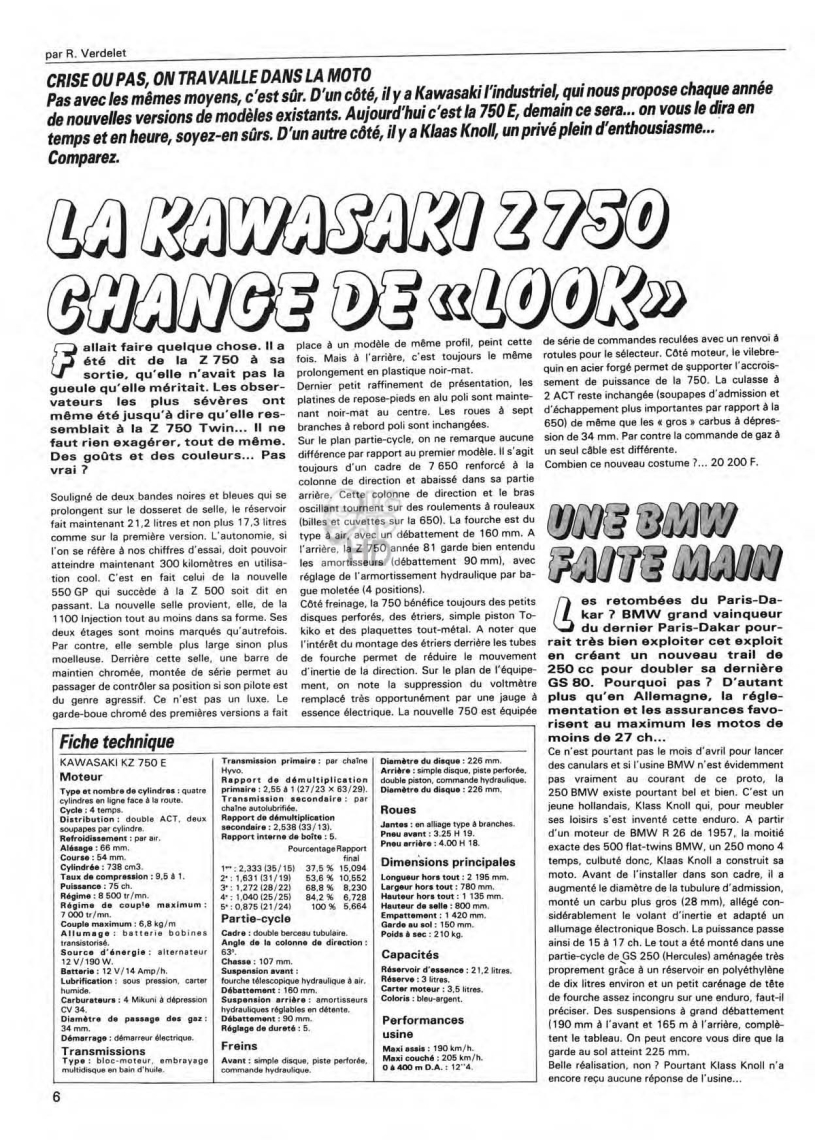 par R. Verdelet
CRISE OU PAS, ON TRAVAILLE DANS LA MOTO
Pas avec les mêmes moyens, c'est sûr. D'un côté, il y a Kawasaki l'industriel, qui nous propose chaque année
de nouvelles versions de modèles existants. Aujourd'hui c'est la 750 E, demain ce sera... on vous le dira en
temps et en heure, soyez-en sûrs. D'un autre côté, il y a Klaas Knoll, un privé plein d'enthousiasme...
Comparez.
LA KAWASAKI Z 750
CHANGE DE «LOOK»
Fallait faire quelque chose. Il a
été dit de la Z 750 à sa
sortie, qu'elle n'avait pas la
gueule qu'elle méritait. Les obser-
vateurs les plus sévères ont
même été jusqu'à dire qu'elle res-
semblait à la Z 750 Twin... Il ne
faut rien exagérer, tout de même.
Des goûts et des couleurs... Pas
vrai ?
Souligné de deux bandes noires et bleues qui se
prolongent sur le dosseret de selle, le réservoir
fait maintenant 21,2 litres et non plus 17,3 litres
comme sur la première version. L'autonomie, si
l'on se réfère à nos chiffres d'essai, doit pouvoir
atteindre maintenant 300 kilomètres en utilisa-
tion cool. C'est en fait celui de la nouvelle
550 GP qui succède à la Z 500 soit dit en
passant. La nouvelle selle provient, elle, de la
1100 Injection tout au moins dans sa forme. Ses
deux étages sont moins marqués qu'autrefois.
Par contre, elle semble plus large sinon plus
moelleuse. Derrière cette selle, une barre de
maintien chromée, montée de série permet au
passager de contrôler sa position si son pilote est
du genre agressif. Ce n'est pas un luxe. Le
garde-boue chromé des premières versions a fait
place à un modèle de même profil, peint cette
fois. Mais à l'arrière, c'est toujours le même
prolongement en plastique noir-mat.
Dernier petit raffinement de présentation, les
platines de repose-pieds en alu poli sont mainte-
nant noir-mat au centre. Les roues à sept
branches à rebord poli sont inchangées.
Sur le plan partie-cycle, on ne remarque aucune
différence par rapport au premier modèle. Il s'agit
toujours d'un cadre de 7 650 renforcé à la
colonne de direction et abaissé dans sa partie
arrière. Cette colonne de direction et le bras
oscillant tournent sur des roulements à rouleaux
(billes et cuvettes sur la 650). La fourche est du
type à air, avec un débattement de 160 mm. A
l'arrière, la Z 750 année 81 garde bien entendu
les amortisseurs (débattement 90 mm), avec
réglage de l'armortissement hydraulique par ba-
gue moletée (4 positions).
Côté freinage, la 750 bénéfice toujours des petits
disques perforés, des étriers, simple piston To-
kiko et des plaquettes tout-métal. A noter que
l'intérêt du montage des étriers derrière les tubes
de fourche permet de réduire le mouvement
d'inertie de la direction. Sur le plan de l'équipe-
ment, on note la suppression du voltmètre
remplacé très opportunément par une jauge à
essence électrique. La nouvelle 750 est équipée
de série de commandes reculées avec un renvoi à
rotules pour le sélecteur. Côté moteur, le vilebre-
quin en acier forgé permet de supporter l'accrois-
sement de puissance de la 750. La culasse à
2 ACT reste inchangée (soupapes d'admission et
d'échappement plus importantes par rapport à la
650) de même que les « gros » carbus à dépres-
sion de 34 mm. Par contre la commande de gaz à
un seul câble est différente.
Combien ce nouveau costume ?... 20 200 F.
UNE BMW
FAITE MAIN
Les retombées du Paris-Da-
kar ? BMW grand vainqueur
du dernier Paris-Dakar pour-
rait très bien exploiter cet exploit
en créant un nouveau trail de
250 cc pour doubler sa dernière
GS 80. Pourquoi pas ? D'autant
plus qu'en Allemagne, la régle-
mentation et les assurances favo-
risent au maximum les motos de
moins de 27 ch...
Ce n'est pourtant pas le mois d'avril pour lancer
des canulars et si l'usine BMW n'est évidemment
pas vraiment au courant de ce proto, la
250 BMW existe pourtant bel et bien. C'est un
jeune hollandais, Klass Knoll qui, pour meubler
ses loisirs s'est inventé cette enduro. A partir
d'un moteur de BMW R 26 de 1957, la moitié
exacte des 500 flat-twins BMW, un 250 mono 4
temps, culbuté donc, Klaas Knoll a construit sa
moto. Avant de l'installer dans son cadre, il a
augmenté le diamètre de la tubulure d'admission,
monté un carbu plus gros (28 mm), allégé con-
sidérablement le volant d'inertie et adapté un
allumage électronique Bosch. La puissance passe
ainsi de 15 à 17 ch. Le tout a été monté dans une
partie-cycle de GS 250 (Hercules) aménagée très
proprement grâce à un réservoir en polyéthylène
de dix litres environ et un petit carénage de tête
de fourche assez incongru sur une enduro, faut-il
préciser. Des suspensions à grand débattement
(190 mm à l'avant et 165 m à l'arrière, complè-
tent le tableau. On peut encore vous dire que la
garde au sol atteint 225 mm.
Belle réalisation, non ? Pourtant Klass Knoll n'a
encore reçu aucune réponse de l'usine...
Fiche technique
KAWASAKI KZ 750 E
Moteur
Type et nombre de cylindres : quatre
cylindres en ligne face à la route.
Cycle : 4 temps.
Distribution : double ACT, deux
soupapes par cylindre.
Refroidissement : par air.
Alésage : 66 mm.
Course : 54 mm.
Cylindrée : 738 cm3.
Taux de compression : 9,5 à 1.
Puissance : 75 ch.
Régime : 8 500 tr/mn.
Régime de couple maximum :
7 000 tr/mn.
Couple maximum : 6,8 kg/m
Allumage : batterie bobines
transistorisé.
Source d'énergie : alternateur
12 V/190 W.
Batterie : 12 V/14 Amp/h.
Lubrification : sous pression, carter
humide.
Carburateurs : 4 Mikuni à dépression
CV 34.
Diamètre de passage des gaz :
34 mm.
Démarrage : démarreur électrique.
Transmissions
Type : bloc-moteur, embrayage
multidisque en bain d'huile.
Transmission primaire : par chaîne
Hyvo.
Rapport de démultiplication
primaire : 2,55 à 1 (27/23 × 63/29).
Transmission secondaire : par
chaîne autolubrifiée.
Rapport de démultiplication
secondaire : 2,538 (33/13).
Rapport interne de boîte : 5.
Pourcentage Rapport
final
1re : 2,333 (35/15) 37,5 % 15,094
2e : 1,631 (31/19) 53,6 % 10,552
3e : 1,272 (28/22) 68,8 % 8,230
4e : 1,040 (25/25) 84,2 % 6,728
5e : 0,875 (21/24) 100 % 5,664
Partie-cycle
Cadre : double berceau tubulaire.
Angle de la colonne de direction :
63°.
Chasse : 107 mm.
Suspension avant :
fourche télescopique hydraulique à air.
Débattement : 160 mm.
Suspension arrière : amortisseurs
hydrauliques réglables en détente.
Débattement : 90 mm.
Réglage de dureté : 5.
Freins
Avant : simple disque, piste perforée,
commande hydraulique.
Diamètre du disque : 226 mm.
Arrière : simple disque, piste perforée,
double piston, commande hydraulique.
Diamètre du disque : 226 mm.
Roues
Jantes : en alliage type à branches.
Pneu avant : 3.25 H 19.
Pneu arrière : 4.00 H 18.
Dimensions principales
Longueur hors tout : 2 195 mm.
Largeur hors tout : 780 mm.
Hauteur hors tout : 1 135 mm.
Hauteur de selle : 800 mm.
Empattement : 1 420 mm.
Garde au sol : 150 mm.
Poids à sec : 210 kg.
Capacités
Réservoir d'essence : 21,2 litres.
Réserve : 3 litres.
Carter moteur : 3,5 litres.
Coloris : bleu-argent.
Performances
usine
Maxi assis : 190 km/h.
Maxi couché : 205 km/h.
0 à 400 m D.A. : 12''4.
6